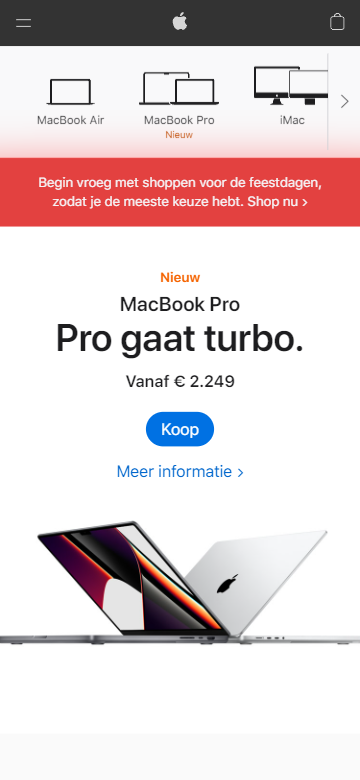 MacBook Air
MacBook Pro
Nieuw
iMac
Begin vroeg met shoppen voor de feestdagen,
zodat je de meeste keuze hebt. Shop nu >
Nieuw
MacBook Pro
Pro gaat turbo.
Vanaf € 2.249
Koop
Meer informatie >